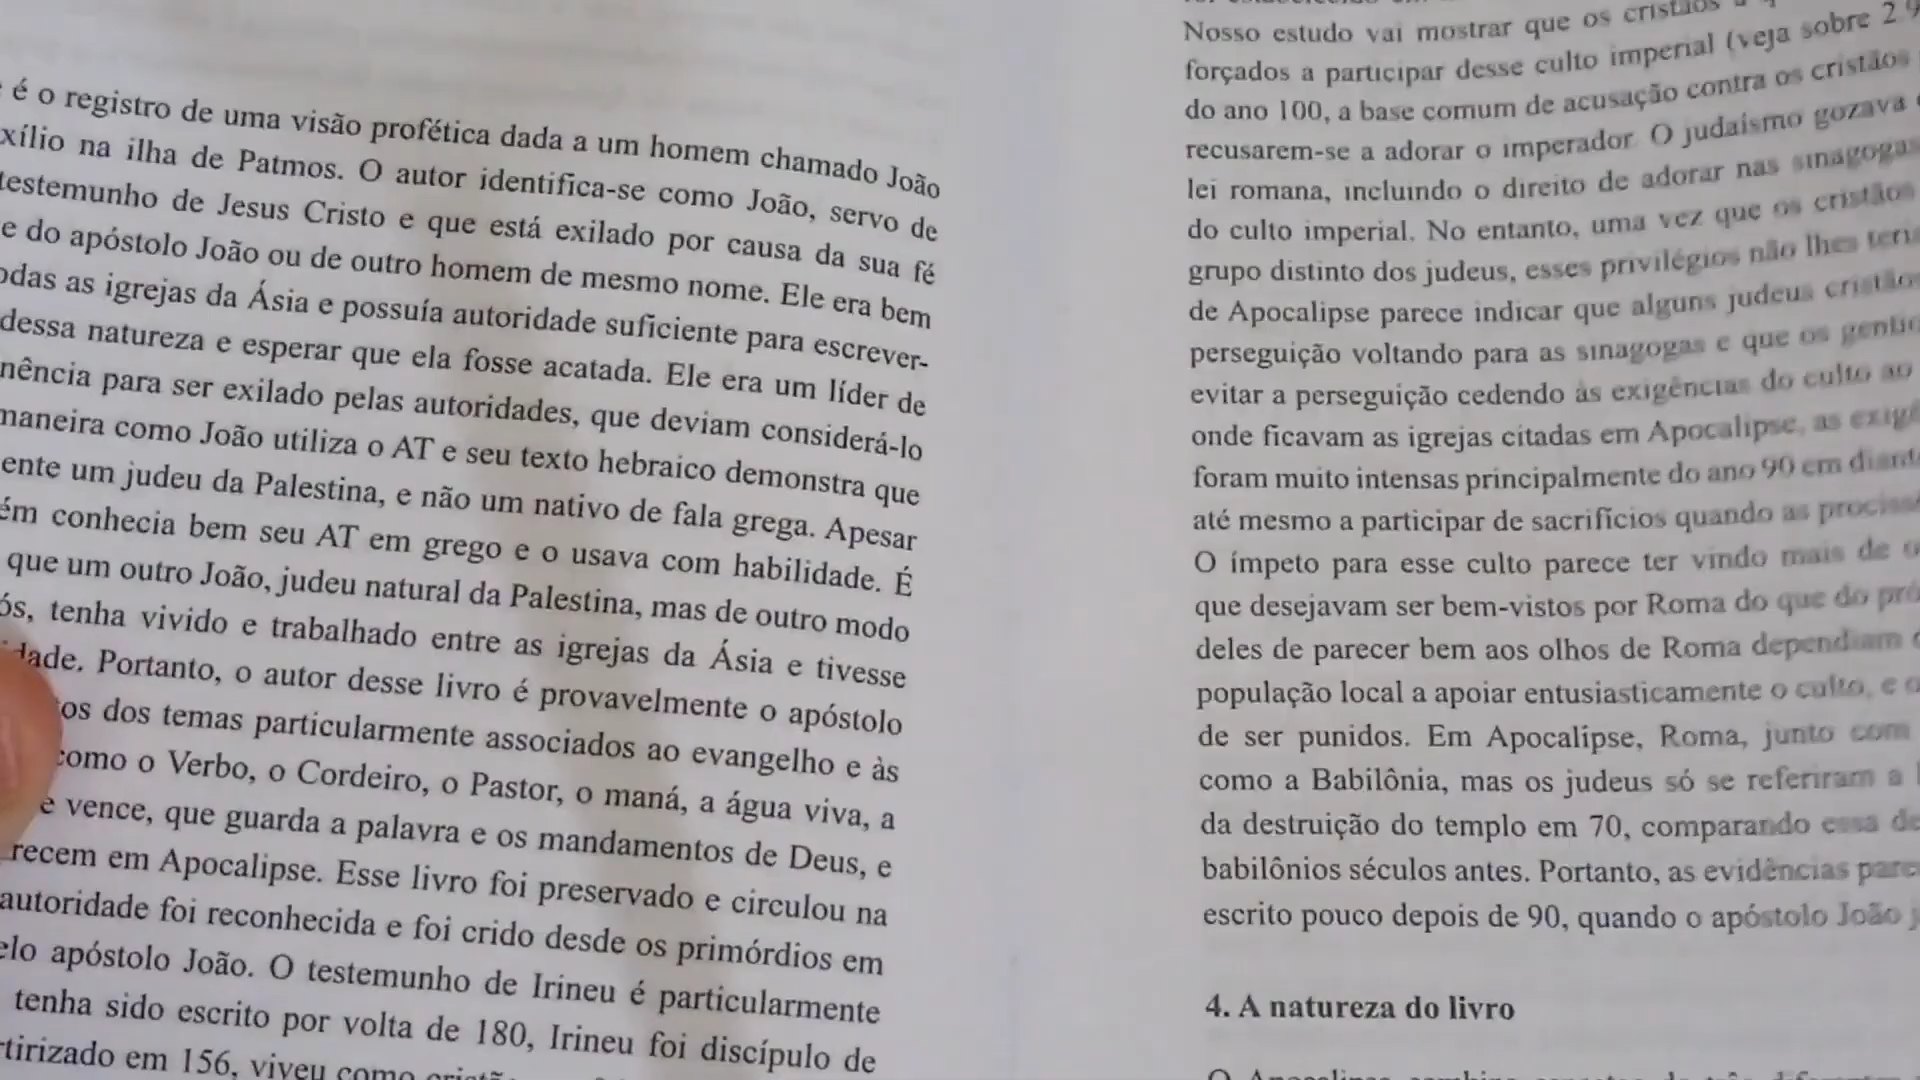 é o registro de uma visão profética dada a um homem chamado João
xílio na ilha de Patmos. O autor identifica-se como João, servo de
testemunho de Jesus Cristo e que está exilado por causa da sua fé
e do apóstolo João ou de outro homem de mesmo nome. Ele era bem
odas as igrejas da Ásia e possuía autoridade suficiente para escrever-
dessa natureza e esperar que ela fosse acatada. Ele era um líder de
nência para ser exilado pelas autoridades, que deviam considerá-lo
maneira como João utiliza o AT e seu texto hebraico demonstra que
ente um judeu da Palestina, e não um nativo de fala grega. Apesar
ém conhecia bem seu AT em grego e o usava com habilidade. É
que um outro João, judeu natural da Palestina, mas de outro modo
ós, tenha vivido e trabalhado entre as igrejas da Ásia e tivesse
dade. Portanto, o autor desse livro é provavelmente o apóstolo
tos dos temas particularmente associados ao evangelho e às
como o Verbo, o Cordeiro, o Pastor, o maná, a água viva, a
e vence, que guarda a palavra e os mandamentos de Deus, e
recem em Apocalipse. Esse livro foi preservado e circulou na
autoridade foi reconhecida e foi crido desde os primórdios em
elo apóstolo João. O testemunho de Irineu é particularmente
tenha sido escrito por volta de 180, Irineu foi discípulo de
rtirizado em 156, viveu como
Nosso estudo vai mostrar que os cristãos
forçados a participar desse culto imperial (veja sobre 2.9
do ano 100, a base comum de acusação contra os cristãos
recusarem-se a adorar o imperador. O judaísmo gozava
lei romana, incluindo o direito de adorar nas sinagogas
do culto imperial. No entanto, uma vez que os cristãos
grupo distinto dos judeus, esses privilégios não lhes
de Apocalipse parece indicar que alguns judeus cristãos
perseguição voltando para as sinagogas e que os
evitar a perseguição cedendo às exigências do culto ao
onde ficavam as igrejas citadas em Apocalipse, as
foram muito intensas principalmente do ano 90 em
até mesmo a participar de sacrifícios quando as
O ímpeto para esse culto parece ter vindo mais de
que desejavam ser bem-vistos por Roma do que do
deles de parecer bem aos olhos de Roma dependiam
população local a apoiar entusiasticamente o culto, e
de ser punidos. Em Apocalípse, Roma, junto com
como a Babilônia, mas os judeus só se referiram a
da destruição do templo em 70, comparando essa
babilônios séculos antes. Portanto, as evidências
escrito pouco depois de 90, quando o apóstolo João
4. A natureza do livro